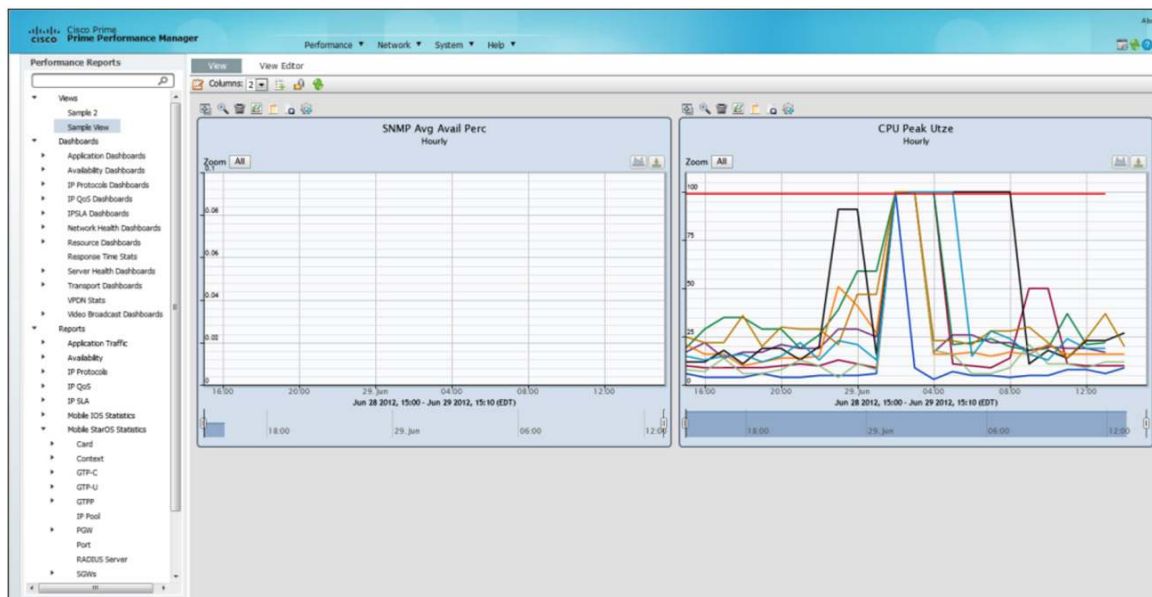 Cisco Prime
CISCO Prime Performance Manager
Performance Network System Help
Performance Reports
Views
Sample 2
Sample View
Dashboards
Application Dashboards
Availability Dashboards
IP Protocols Dashboards
IP QoS Dashboards
IPSLA Dashboards
Network Health Dashboards
Resource Dashboards
Response Time Stats
Server Health Dashboards
Transport Dashboards
VPDN Stats
Video Broadcast Dashboards
Reports
Application Traffic
Availability
IP Protocols
IP QoS
IP SLA
Mobile IOS Statistics
Mobile StarOS Statistics
Card
Context
GTP-C
GTP-U
GTPP
IP Pool
PGW
Port
RADIUS Server
SGWs
View View Editor
Columns: 2
SNMP Avg Avail Perc
Hourly
Zoom All
0.1
0.08
0.06
0.04
0.02
0
16:00 20:00 29. Jun 04:00 08:00 12:00
Jun 28 2012, 15:00 - Jun 29 2012, 15:10 (EDT)
18:00 29. Jun 06:00 12:00
CPU Peak Utze
Hourly
Zoom All
100
75
50
25
0
16:00 20:00 29. Jun 04:00 08:00 12:00
Jun 28 2012, 15:00 - Jun 29 2012, 15:10 (EDT)
18:00 29. Jun 06:00 12:00